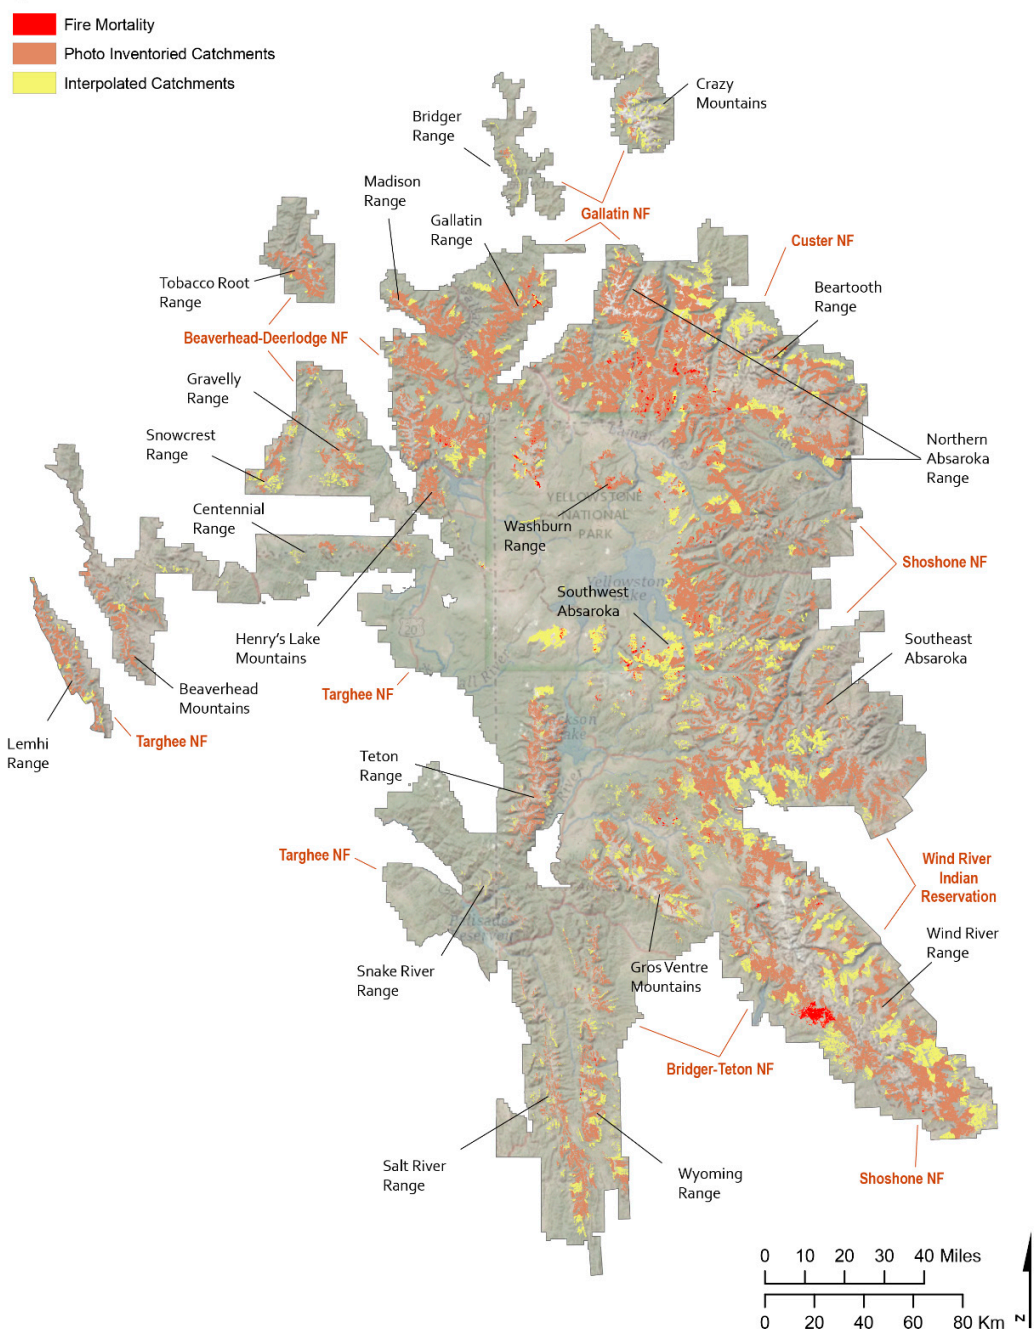 Fire Mortality
Photo Inventoried Catchments
Interpolated Catchments
Crazy
Mountains
Bridger
Range
Madison
Range
Gallatin
Range
Gallatin NF
Custer NF
Tobacco Root
Range
Beartooth
Range
Beaverhead-Deerlodge NF
Gravelly
Range
Snowcrest
Range
Northern
Absaroka
Range
Centennial
Range
YELLOWSTONE
NATIONAL
PARK
Washburn
Range
Shoshone NF
Yellowstone
Lake
Southwest
Absaroka
Henry's Lake
Mountains
Southeast
Absaroka
Beaverhead
Mountains
Targhee NF
Targhee NF
Lemhi
Range
Teton
Range
Targhee NF
Wind River
Indian
Reservation
Wind River
Range
Snake River
Range
Gros Ventre
Mountains
Bridger-Teton NF
Salt River
Range
Wyoming
Range
Shoshone NF
0 10 20 30 40 Miles
0 20 40 60 80 Km
N